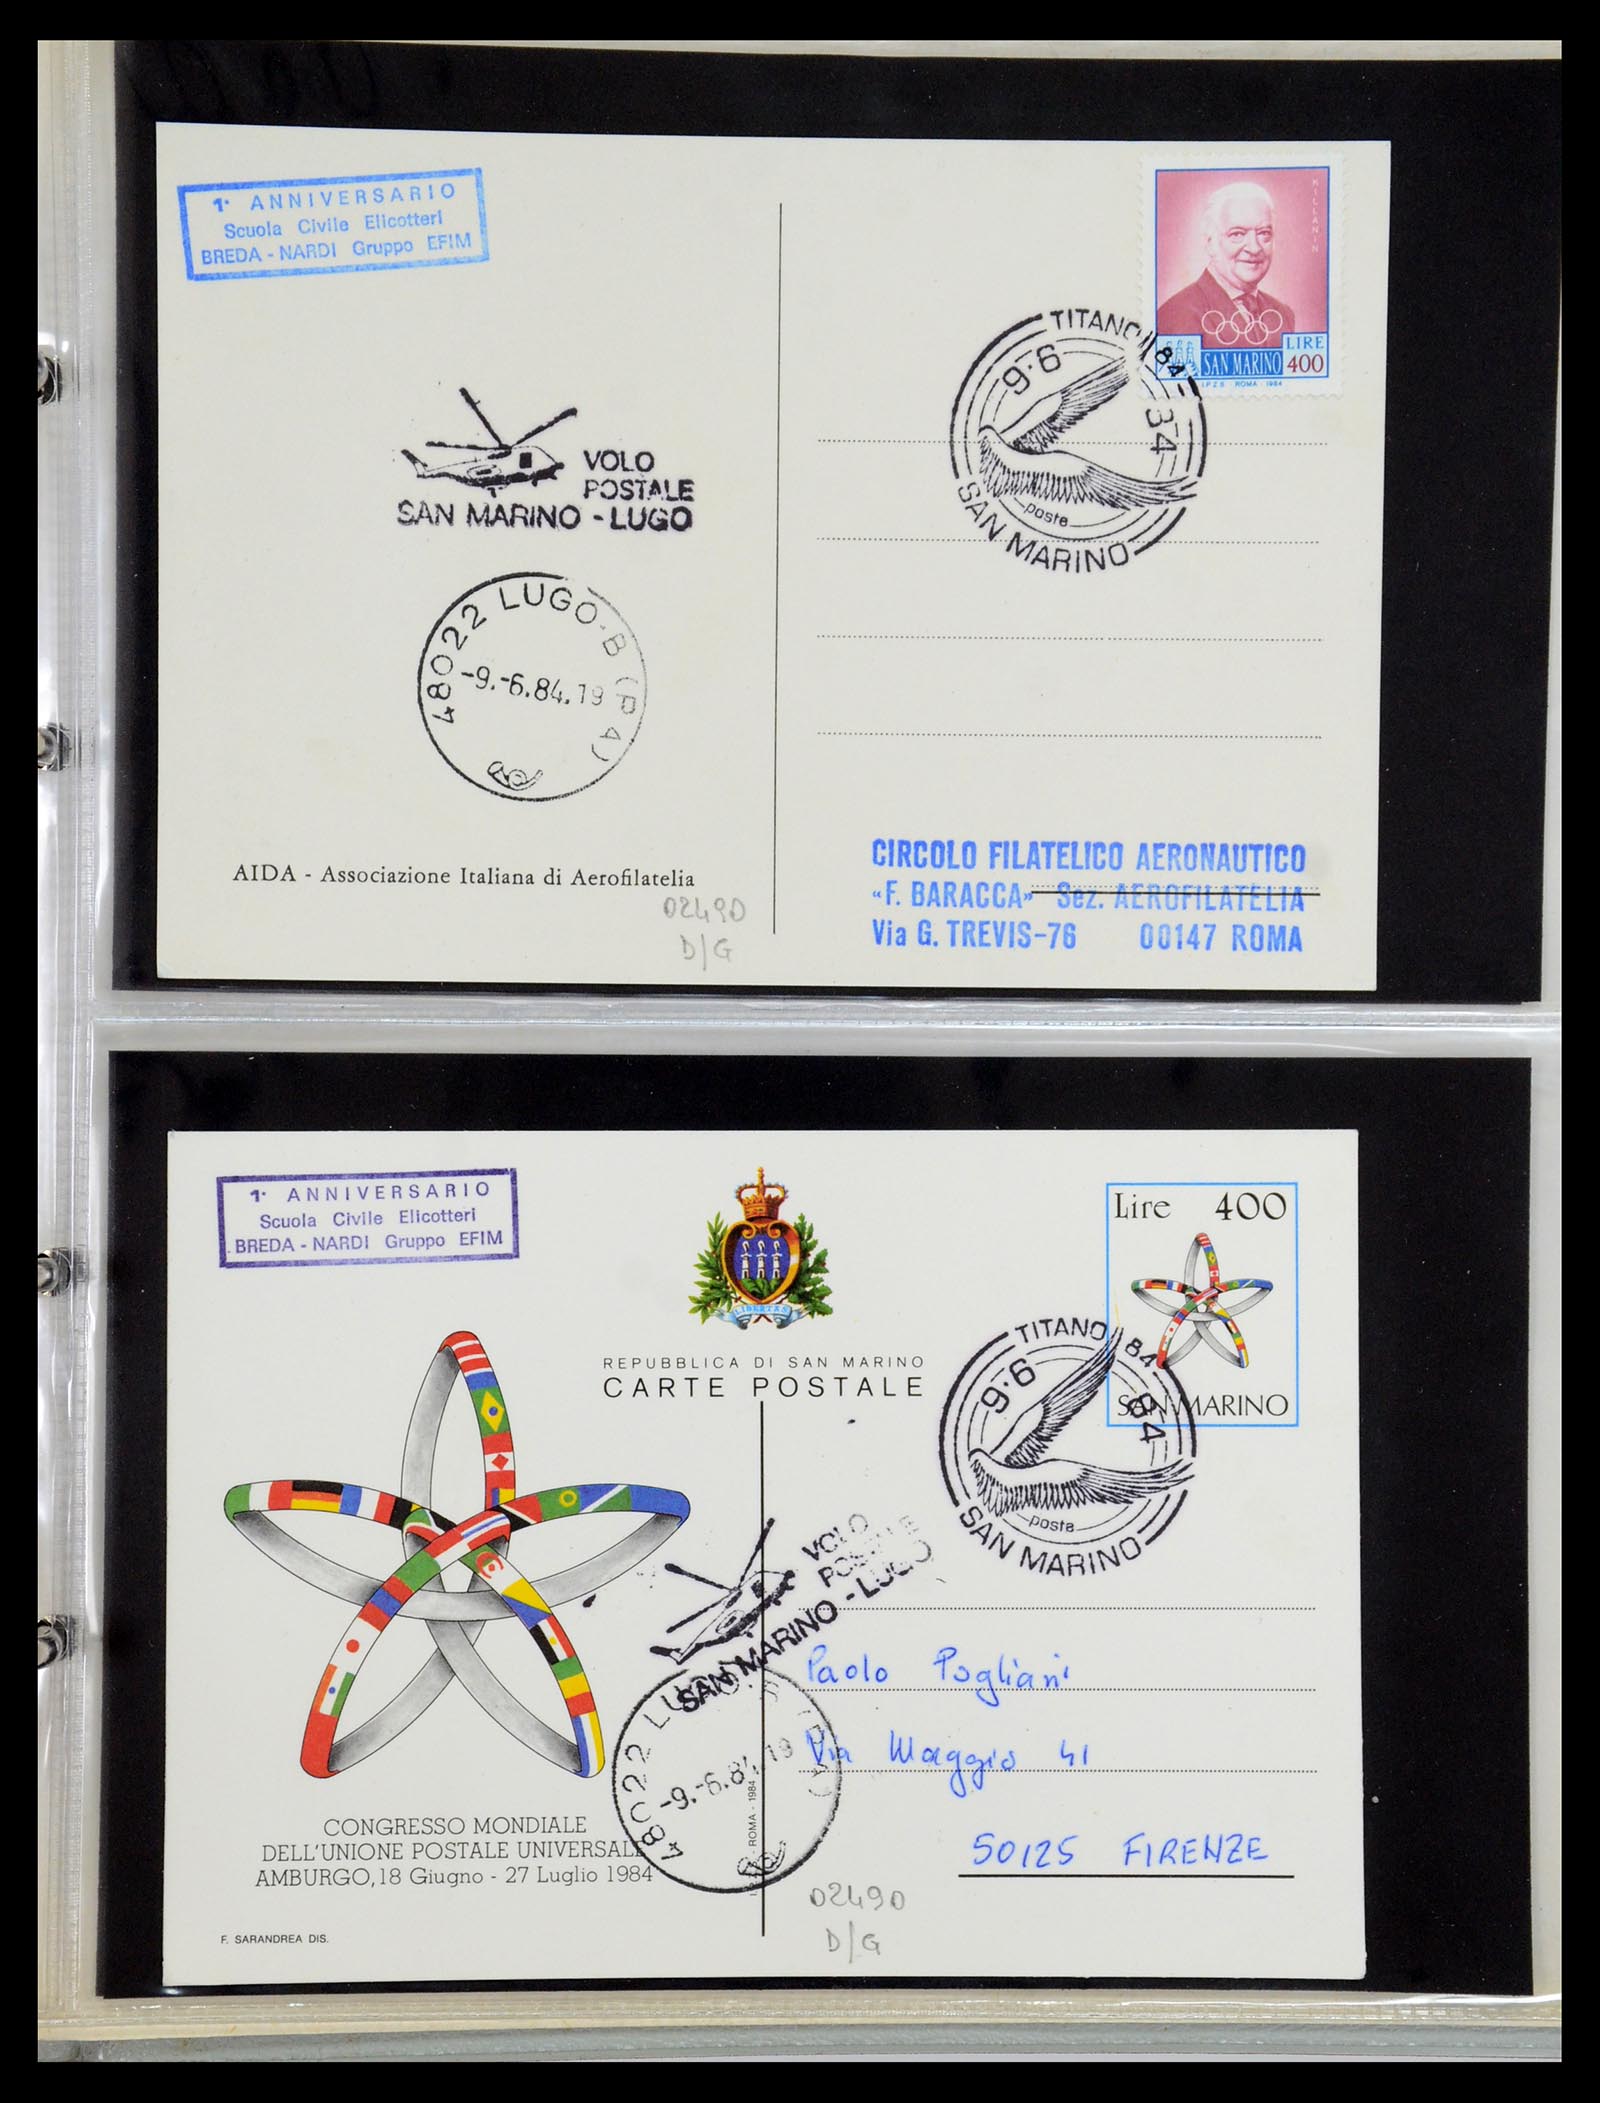 1° ANNIVERSARIO
Scuola Civile Elicotteri
BREDA - NARDI Gruppo EFIM
KILLANIN
LIRE
SAN MARINO 400
I.P.Z.S. ROMA - 1984
TITANO 84 -
9·6 84
poste
SAN MARINO
VOLO
POSTALE
SAN MARINO - LUGO
48022 LUGO-B (RA)
-9.-6.84.19
AIDA - Associazione Italiana di Aerofilatelia
02490
D/G
CIRCOLO FILATELICO AERONAUTICO
«F. BARACCA» Sez. AEROFILATELIA
Via G. TREVIS-76 00147 ROMA
1° ANNIVERSARIO
Scuola Civile Elicotteri
BREDA - NARDI Gruppo EFIM
LIBERTAS
REPUBBLICA DI SAN MARINO
CARTE POSTALE
Lire 400
SAN MARINO
TITANO 84 -
9·6 84
poste
SAN MARINO
VOLO
POSTALE
SAN MARINO - LUGO
Paolo Pogliani
Via Maggio 41
50125 FIRENZE
48022 LUGO-B (RA)
-9.-6.84.19
ROMA - 1984
CONGRESSO MONDIALE
DELL'UNIONE POSTALE UNIVERSALE
AMBURGO, 18 Giugno - 27 Luglio 1984
F. SARANDREA DIS.
02490
D/G